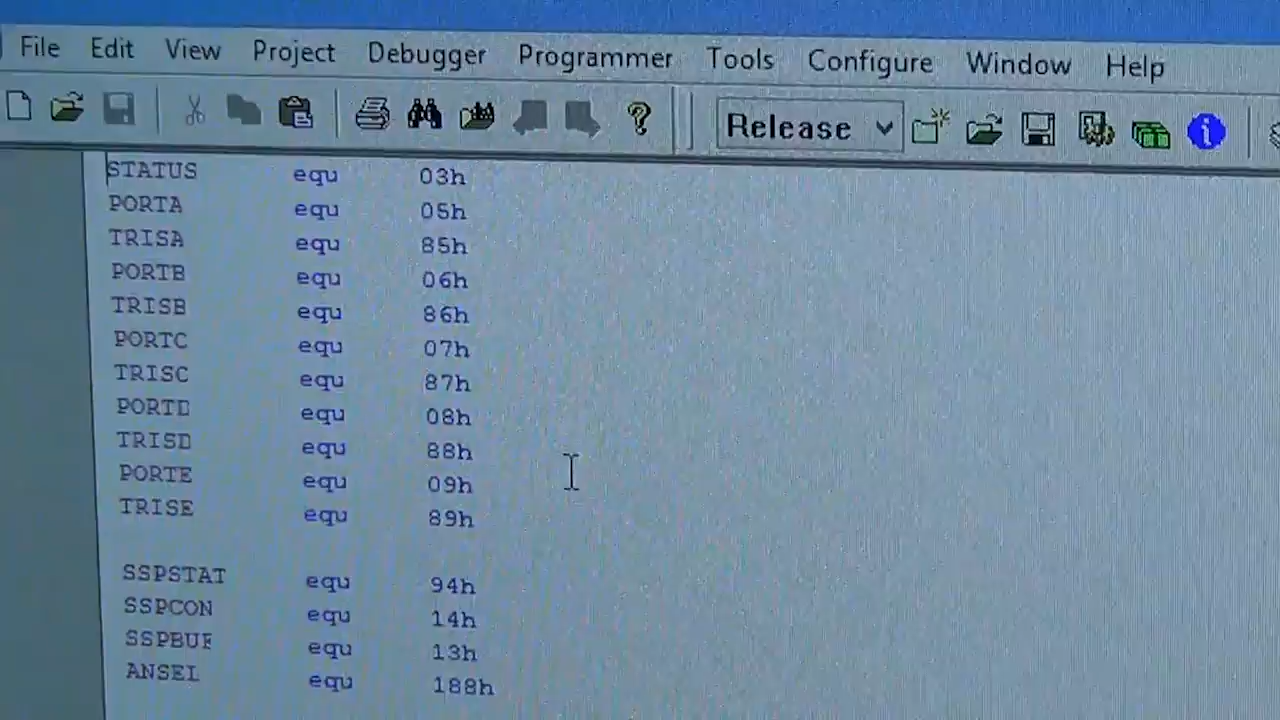 File Edit View Project Debugger Programmer Tools Configure Window Help
Release
STATUS equ 03h
PORTA equ 05h
TRISA equ 85h
PORTB equ 06h
TRISB equ 86h
PORTC equ 07h
TRISC equ 87h
PORTD equ 08h
TRISD equ 88h
PORTE equ 09h
TRISE equ 89h
SSPSTAT equ 94h
SSPCON equ 14h
SSPBUF equ 13h
ANSEL equ 188h